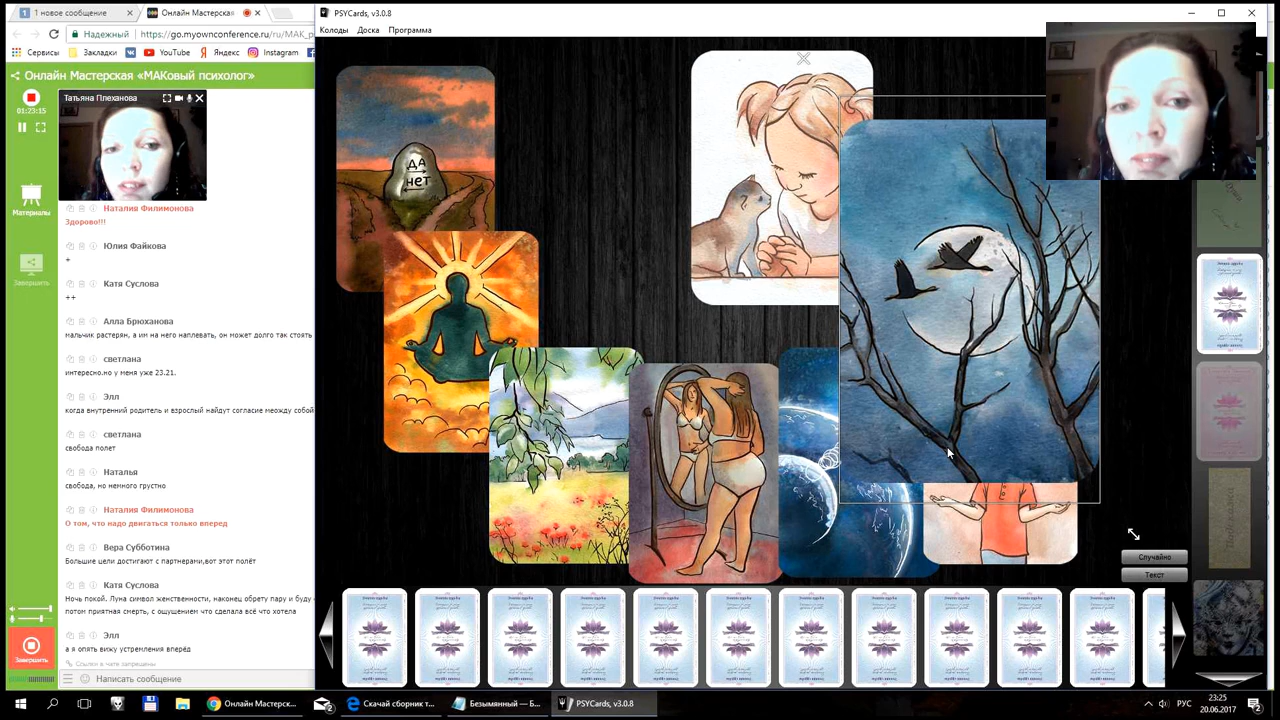 1 новое сообщение
Онлайн Мастерская
PSYCards, v3.0.8
Надежный
https://go.myownconference.ru/ru/MAK_p
Колоды
Доска
Программа
Сервисы
Закладки
YouTube
Яндекс
Instagram
Онлайн Мастерская «МАКовый психолог»
01:23:15
Татьяна Плеханова
Материалы
Завершить
Наталия Филимонова
Здорово!!!
Юлия Файкова
+
Катя Суслова
++
Алла Брюханова
мальчик растерян, а им на него наплевать, он может долго так стоять
светлана
интересно.но у меня уже 23.21.
Элл
когда внутренний родитель и взрослый найдут согласие меожду собой
светлана
свобода полет
Наталья
свобода, но немного грустно
Наталия Филимонова
О том, что надо двигаться только вперед
Вера Субботина
Большие цели достигают с партнерами,вот этот полёт
Катя Суслова
Ночь покой. Луна символ женственности, наконец обрету пару и буду
потом приятная смерть, с ощущением что сделала всё что хотела
Элл
а я опять вижу устремления вперёд
Ссылки в чате запрещены
Написать сообщение
Завершить
ДА
НЕТ
Случайно
Текст
Онлайн Мастерск...
2
Скачай сборник т...
Безымянный — Б...
PSYCards, v3.0.8
РУС
23:25
20.06.2017
2